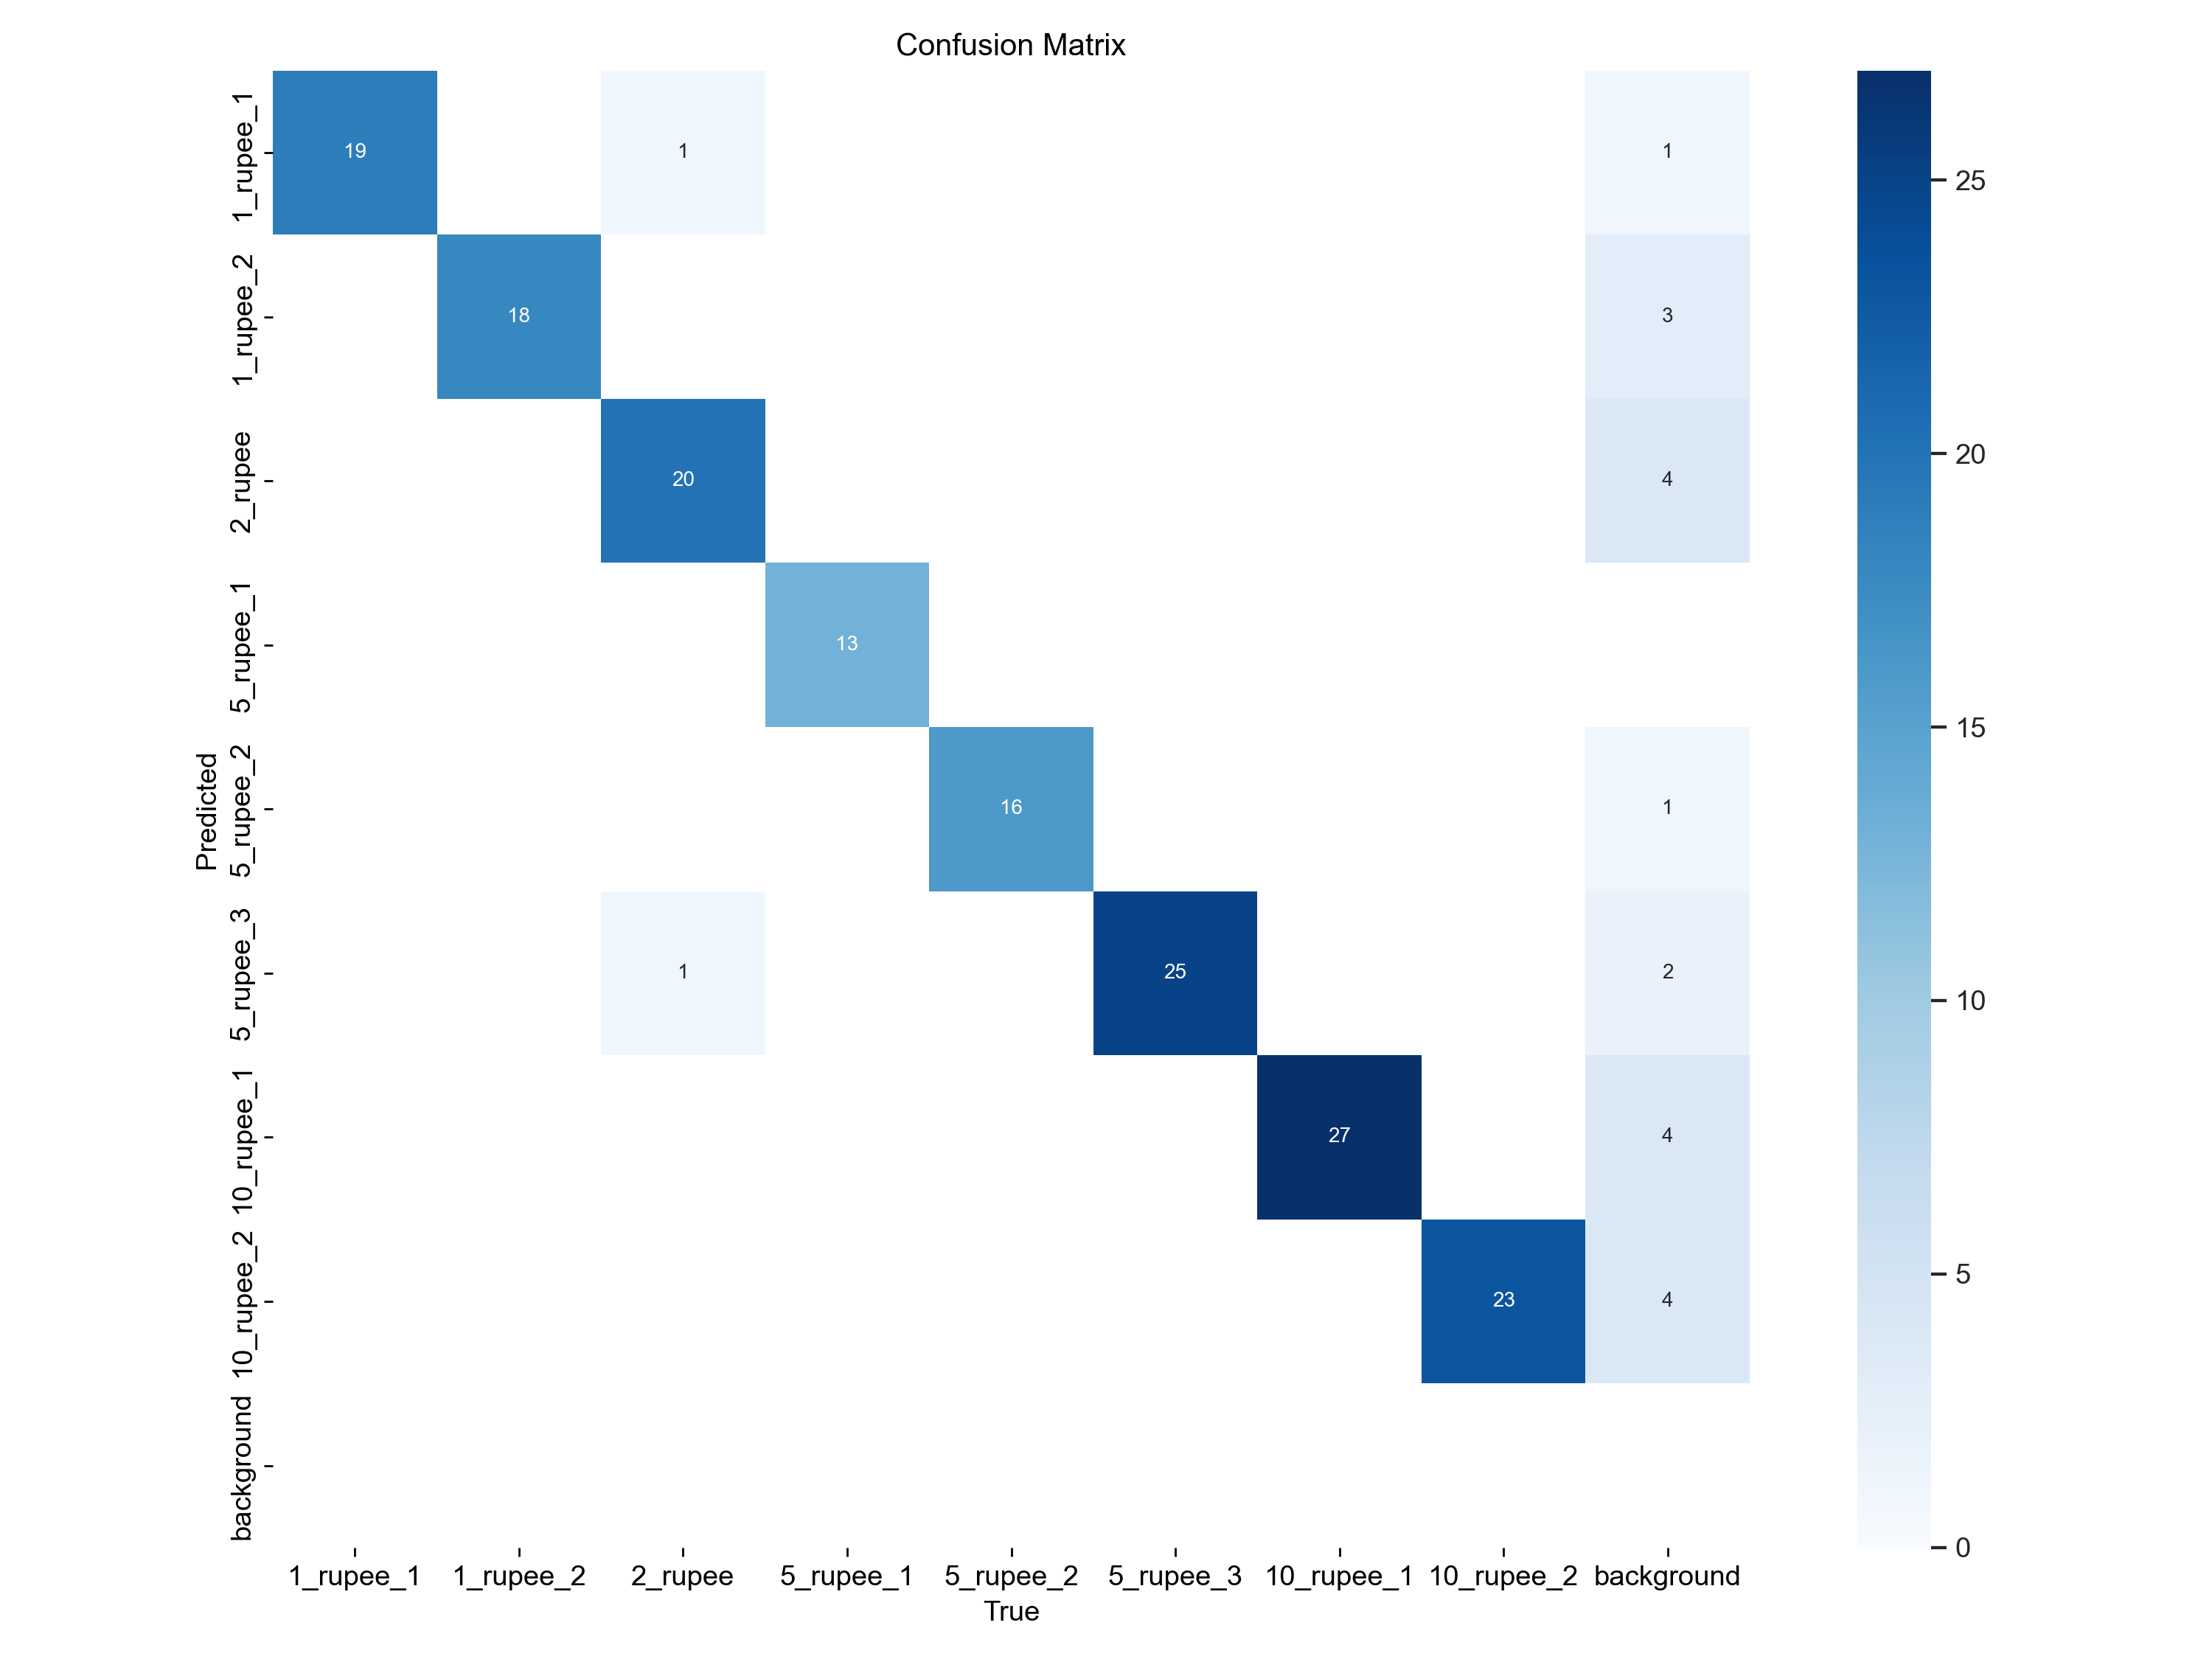 Confusion Matrix
Predicted
1_rupee_1
19
1
1
1_rupee_2
18
3
2_rupee
20
4
5_rupee_1
13
5_rupee_2
16
1
5_rupee_3
1
25
2
10_rupee_1
27
4
10_rupee_2
23
4
background
1_rupee_1 1_rupee_2 2_rupee 5_rupee_1 5_rupee_2 5_rupee_3 10_rupee_1 10_rupee_2 background
True
25
20
15
10
5
0